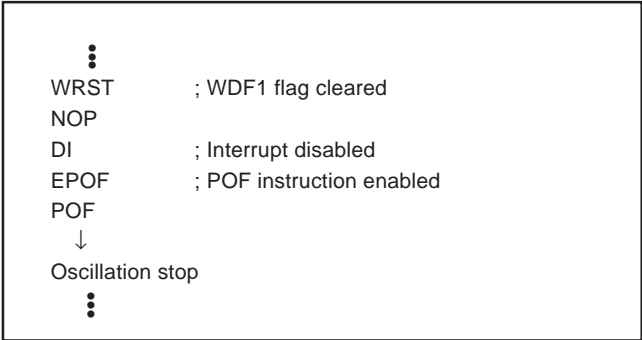 WRST ; WDF1 flag cleared
NOP
DI ; Interrupt disabled
EPOF ; POF instruction enabled
POF
↓
Oscillation stop